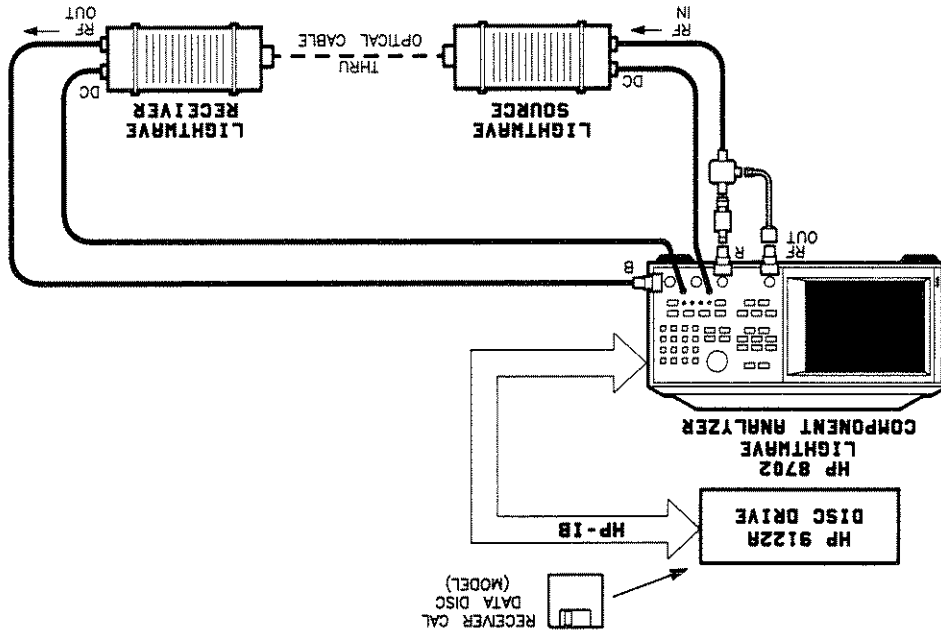 RECEIVER CAL
DATA DISC
(MODEL)
HP 9122A
DISC DRIVE
HP-IB
HP 8702
LIGHTWAVE
COMPONENT ANALYZER
RF
OUT
R
B
LIGHTWAVE
SOURCE
LIGHTWAVE
RECEIVER
DC
DC
THRU
OPTICAL CABLE
RF
IN
RF
OUT